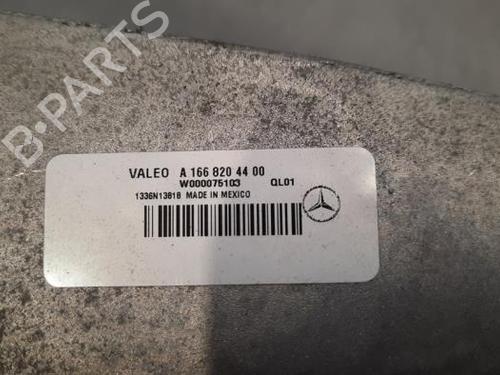 B-PARTS
VALEO A 166 820 44 00
W000075103 QL01
1336N13818 MADE IN MEXICO